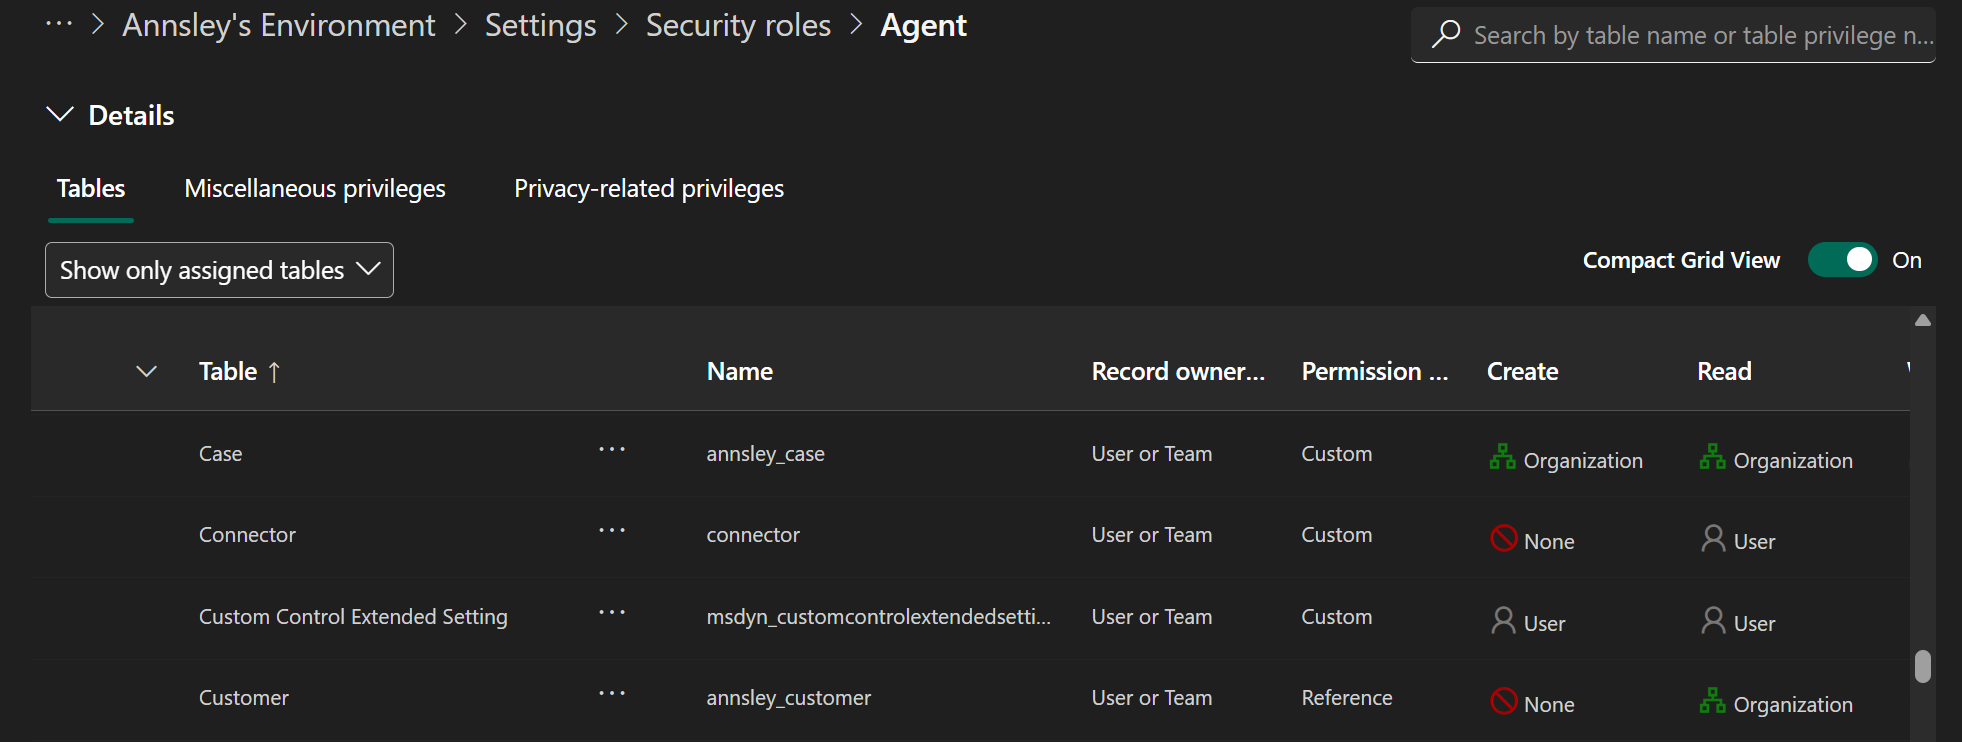 ··· > Annsley's Environment > Settings > Security roles > Agent
Search by table name or table privilege n...
Details
Tables Miscellaneous privileges Privacy-related privileges
Show only assigned tables
Compact Grid View On
Table ↑ Name Record owner... Permission ... Create Read
Case ··· annsley_case User or Team Custom Organization Organization
Connector ··· connector User or Team Custom None User
Custom Control Extended Setting ··· msdyn_customcontrolextendedsetti... User or Team Custom User User
Customer ··· annsley_customer User or Team Reference None Organization